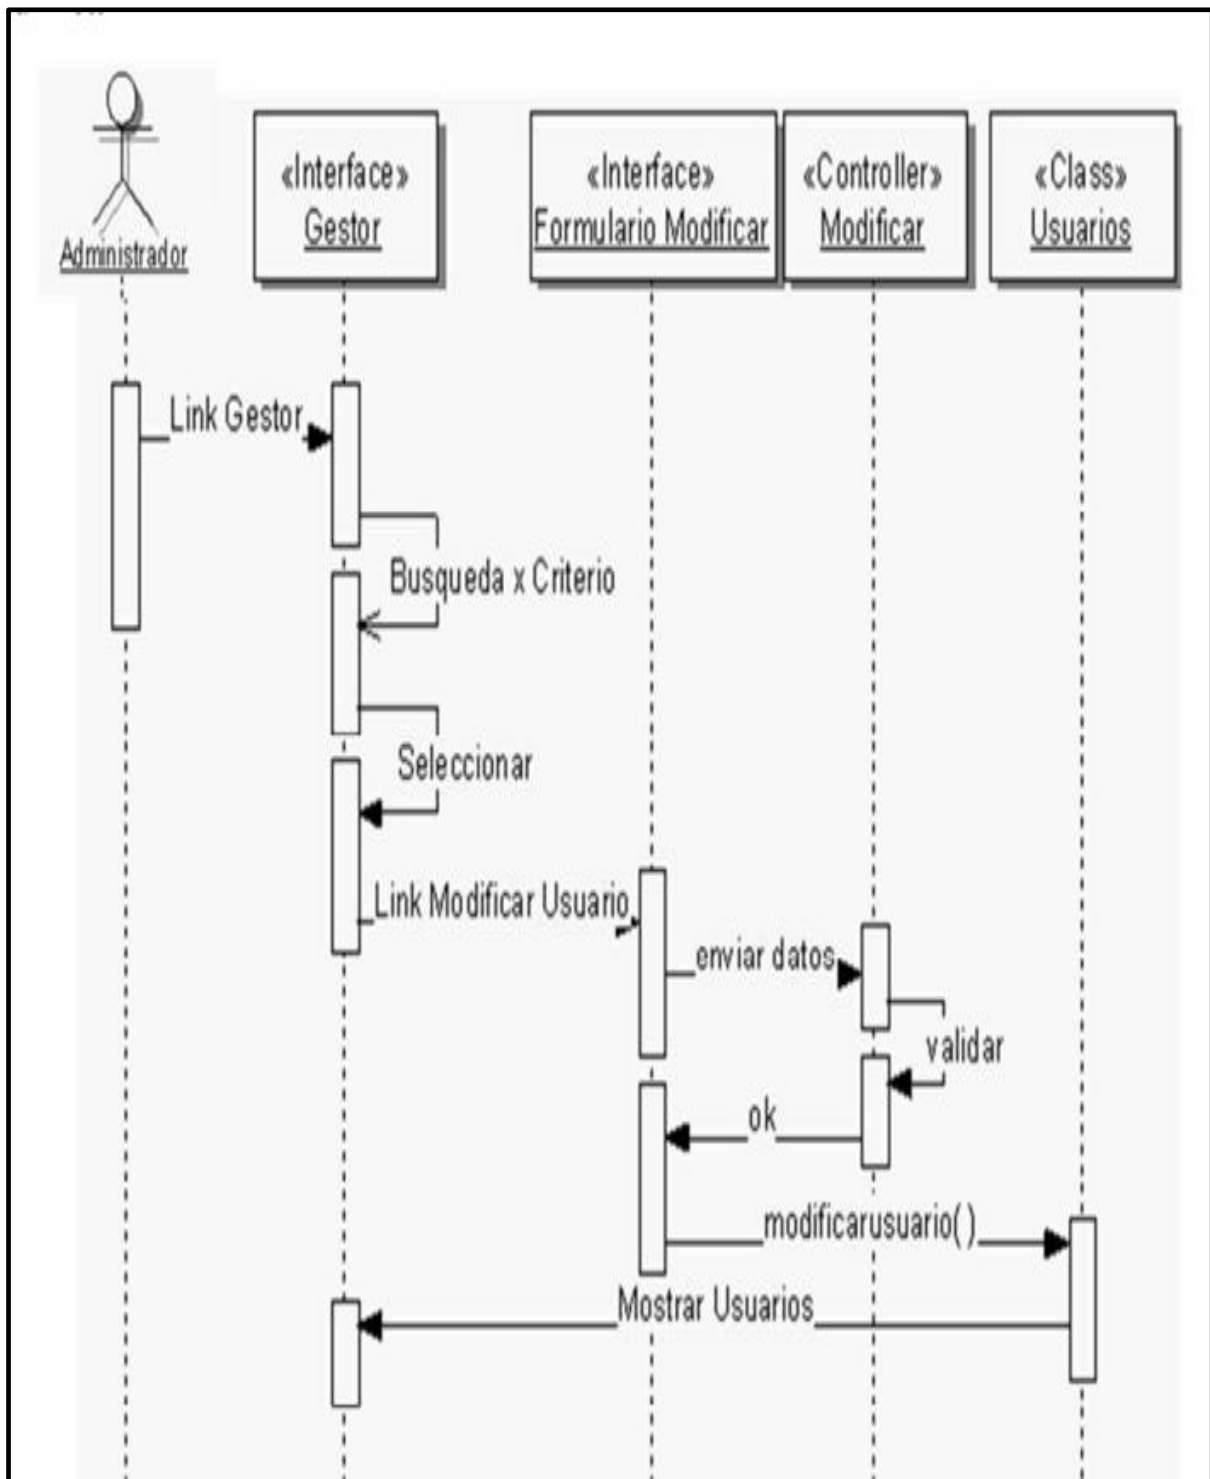 Administrador
«Interface»
Gestor
«Interface»
Formulario Modificar
«Controller»
Modificar
«Class»
Usuarios
Link Gestor
Busqueda x Criterio
Seleccionar
Link Modificar Usuario
enviar datos
validar
ok
modificarusuario()
Mostrar Usuarios